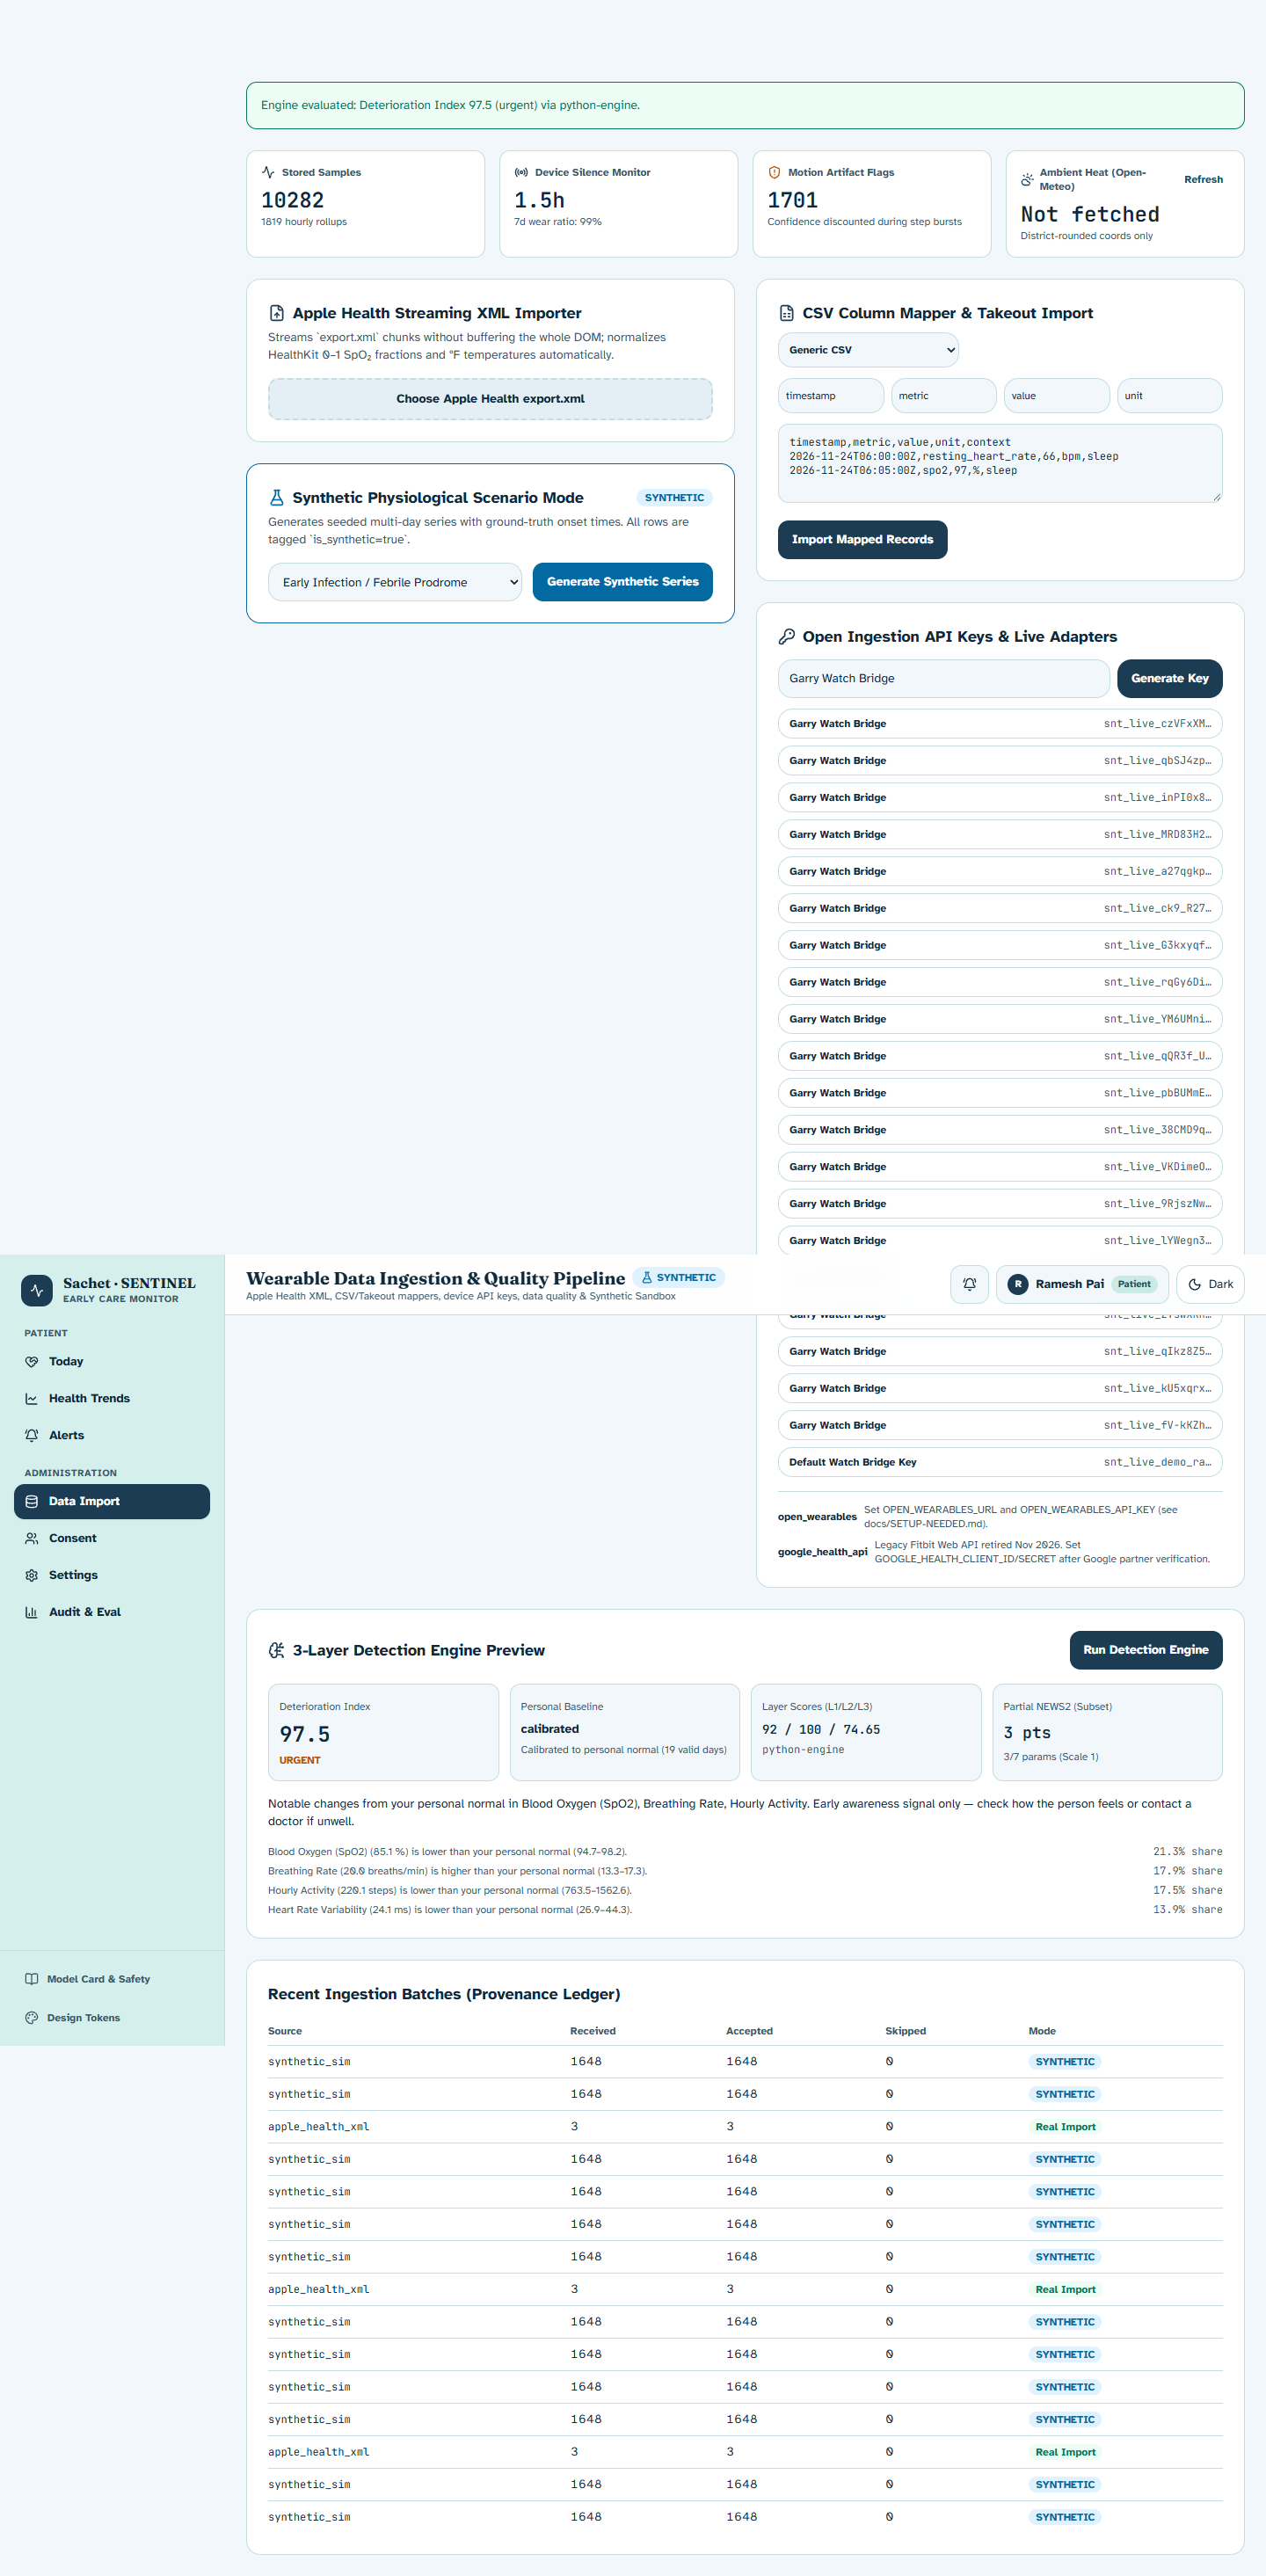 Engine evaluated: Deterioration Index 97.5 (urgent) via python-engine.
Stored Samples
10282
1819 hourly rollups
Device Silence Monitor
1.5h
7d wear ratio: 99%
Motion Artifact Flags
1701
Confidence discounted during step bursts
Ambient Heat (Open-
Meteo)
Refresh
Not fetched
District-rounded coords only
Apple Health Streaming XML Importer
Streams `export.xml` chunks without buffering the whole DOM; normalizes
HealthKit 0–1 SpO₂ fractions and °F temperatures automatically.
Choose Apple Health export.xml
Synthetic Physiological Scenario Mode
SYNTHETIC
Generates seeded multi-day series with ground-truth onset times. All rows are
tagged `is_synthetic=true`.
Early Infection / Febrile Prodrome
Generate Synthetic Series
CSV Column Mapper & Takeout Import
Generic CSV
timestamp
metric
value
unit
timestamp,metric,value,unit,context
2026-11-24T06:00:00Z,resting_heart_rate,66,bpm,sleep
2026-11-24T06:05:00Z,spo2,97,%,sleep
Import Mapped Records
Open Ingestion API Keys & Live Adapters
Garry Watch Bridge
Generate Key
Garry Watch Bridge snt_live_czVFxXM…
Garry Watch Bridge snt_live_qbSJ4zp…
Garry Watch Bridge snt_live_inPI0x8…
Garry Watch Bridge snt_live_MRD83H2…
Garry Watch Bridge snt_live_a27qgkp…
Garry Watch Bridge snt_live_ck9_R27…
Garry Watch Bridge snt_live_G3kxyqf…
Garry Watch Bridge snt_live_rqGy6Di…
Garry Watch Bridge snt_live_YM6UMni…
Garry Watch Bridge snt_live_qQR3f_U…
Garry Watch Bridge snt_live_pbBUMmE…
Garry Watch Bridge snt_live_38CMD9q…
Garry Watch Bridge snt_live_VKDimeO…
Garry Watch Bridge snt_live_9RjszNw…
Garry Watch Bridge snt_live_lYWegn3…
Sachet · SENTINEL
EARLY CARE MONITOR
Wearable Data Ingestion & Quality Pipeline
SYNTHETIC
Apple Health XML, CSV/Takeout mappers, device API keys, data quality & Synthetic Sandbox
R
Ramesh Pai
Patient
Dark
PATIENT
Today
Health Trends
Alerts
ADMINISTRATION
Data Import
Consent
Settings
Audit & Eval
Model Card & Safety
Design Tokens
Garry Watch Bridge
Garry Watch Bridge snt_live_qIkz8Z5…
Garry Watch Bridge snt_live_kU5xqrx…
Garry Watch Bridge snt_live_fV-kKZh…
Default Watch Bridge Key snt_live_demo_ra…
open_wearables
Set OPEN_WEARABLES_URL and OPEN_WEARABLES_API_KEY (see
docs/SETUP-NEEDED.md).
google_health_api
Legacy Fitbit Web API retired Nov 2026. Set
GOOGLE_HEALTH_CLIENT_ID/SECRET after Google partner verification.
3-Layer Detection Engine Preview
Run Detection Engine
Deterioration Index
97.5
URGENT
Personal Baseline
calibrated
Calibrated to personal normal (19 valid days)
Layer Scores (L1/L2/L3)
92 / 100 / 74.65
python-engine
Partial NEWS2 (Subset)
3 pts
3/7 params (Scale 1)
Notable changes from your personal normal in Blood Oxygen (SpO2), Breathing Rate, Hourly Activity. Early awareness signal only — check how the person feels or contact a
doctor if unwell.
Blood Oxygen (SpO2) (85.1 %) is lower than your personal normal (94.7–98.2). 21.3% share
Breathing Rate (20.0 breaths/min) is higher than your personal normal (13.3–17.3). 17.9% share
Hourly Activity (220.1 steps) is lower than your personal normal (763.5–1562.6). 17.5% share
Heart Rate Variability (24.1 ms) is lower than your personal normal (26.9–44.3). 13.9% share
Recent Ingestion Batches (Provenance Ledger)
Source Received Accepted Skipped Mode
synthetic_sim 1648 1648 0 SYNTHETIC
synthetic_sim 1648 1648 0 SYNTHETIC
apple_health_xml 3 3 0 Real Import
synthetic_sim 1648 1648 0 SYNTHETIC
synthetic_sim 1648 1648 0 SYNTHETIC
synthetic_sim 1648 1648 0 SYNTHETIC
synthetic_sim 1648 1648 0 SYNTHETIC
apple_health_xml 3 3 0 Real Import
synthetic_sim 1648 1648 0 SYNTHETIC
synthetic_sim 1648 1648 0 SYNTHETIC
synthetic_sim 1648 1648 0 SYNTHETIC
synthetic_sim 1648 1648 0 SYNTHETIC
apple_health_xml 3 3 0 Real Import
synthetic_sim 1648 1648 0 SYNTHETIC
synthetic_sim 1648 1648 0 SYNTHETIC